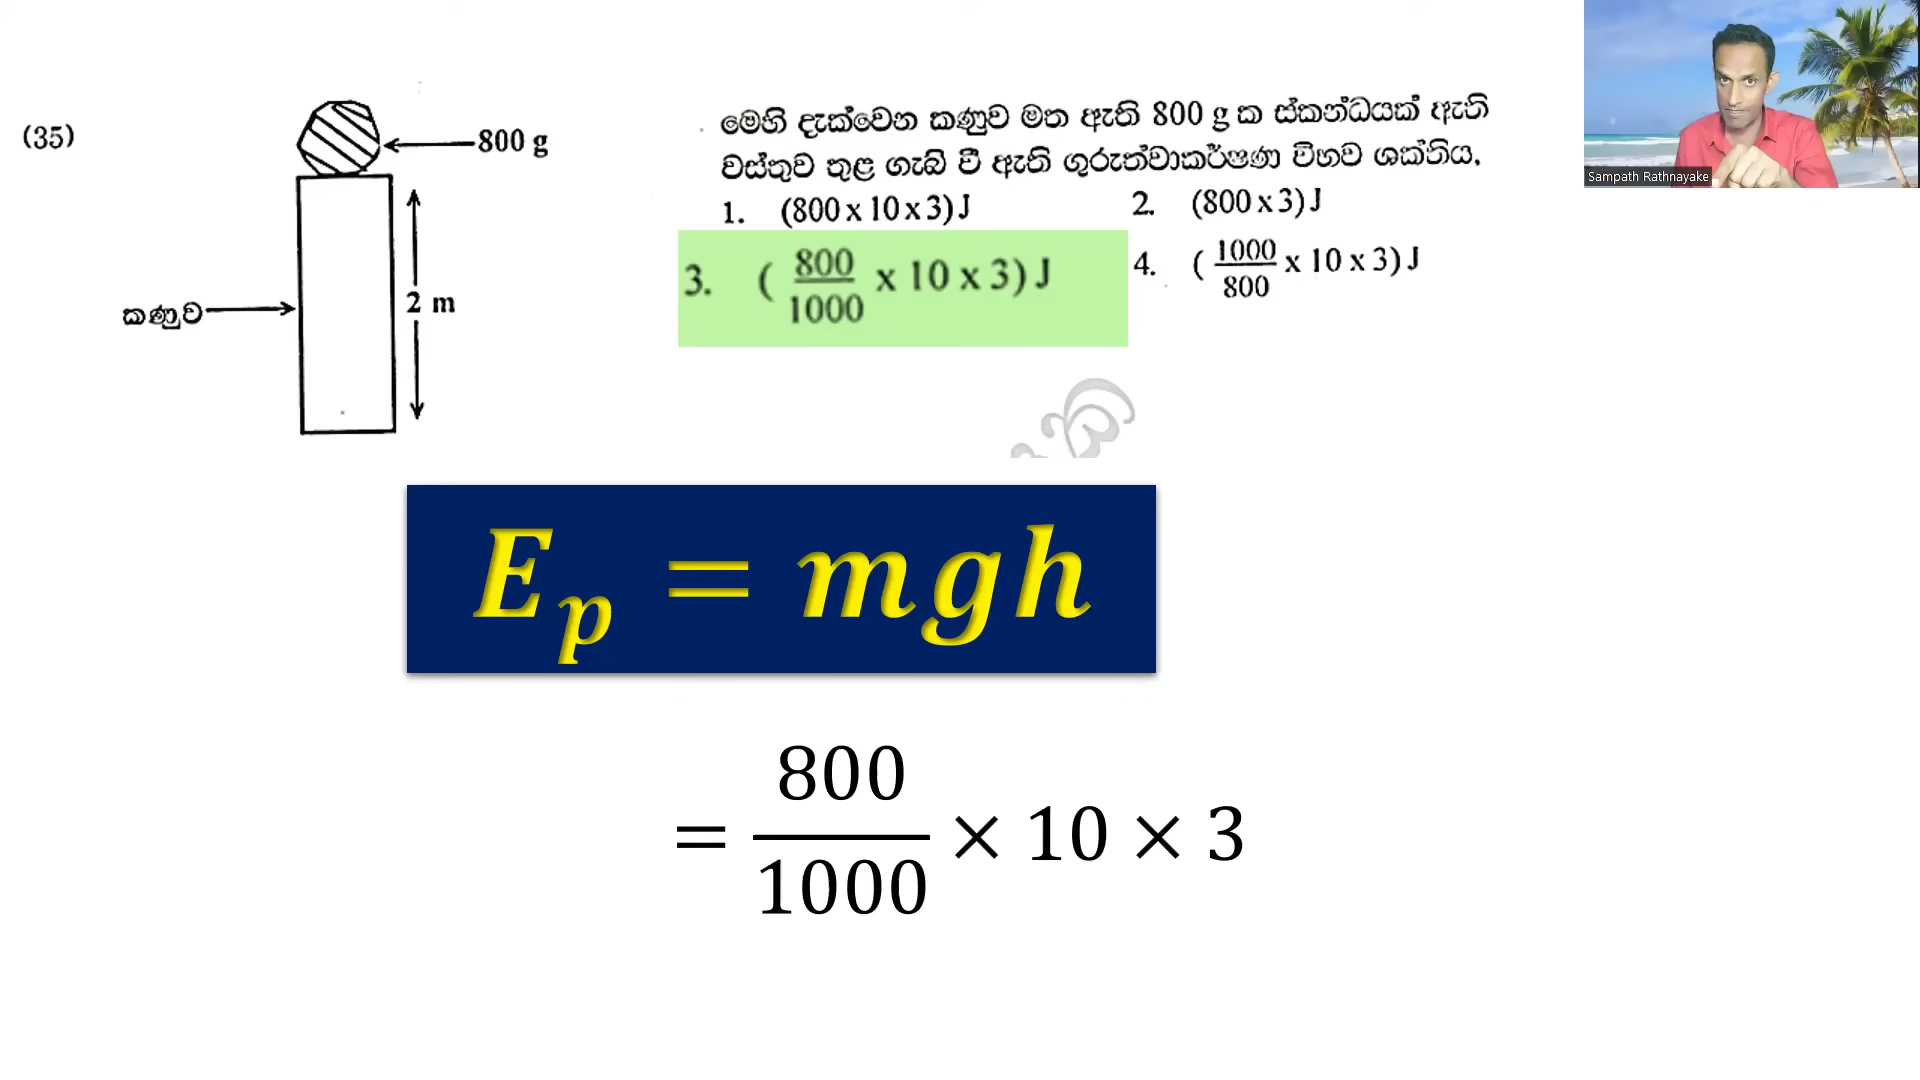 (35)
800 g
කණුව
2 m
මෙහි දැක්වෙන කණුව මත ඇති 800 g ක ස්කන්ධයක් ඇති
වස්තුව තුළ ගැබ් වී ඇති ගුරුත්වාකර්ෂණ විභව ශක්තිය,
1. (800 x 10 x 3) J
2. (800 x 3) J
3. ( 800/1000 x 10 x 3) J
4. ( 1000/800 x 10 x 3) J
Eₚ = mgh
= 800/1000 × 10 × 3
Sampath Rathnayake